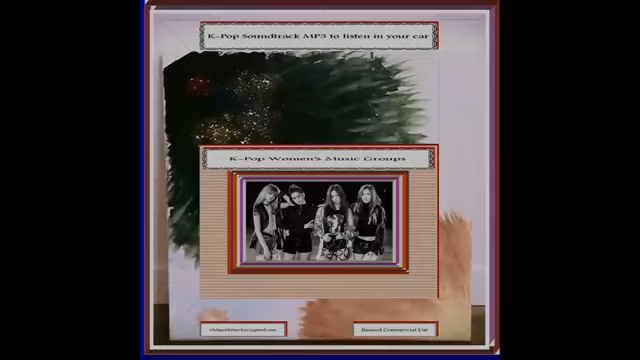 K-Pop Soundtrack MP3 to listen in your car
K-Pop Women's Music Groups
Banned Commercial Use